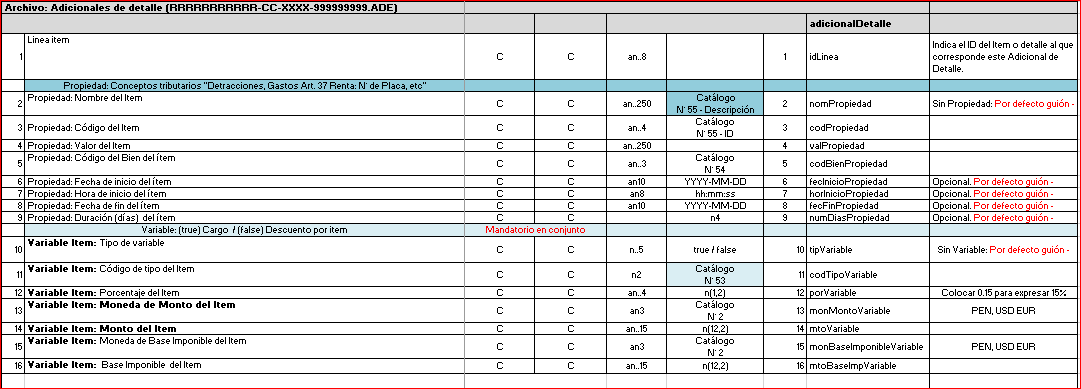 Archivo: Adicionales de detalle (RRRRRRRRRRR-CC-XXXX-999999999.ADE)
adicionalDetalle
1 Linea item C C an..8 1 idLinea Indica el ID del Item o detalle al que corresponde este Adicional de Detalle.
Propiedad: Conceptos tributarios "Detracciones, Gastos Art. 37 Renta: N° de Placa, etc"
2 Propiedad: Nombre del Item C C an..250 Catálogo N° 55 - Descripción 2 nomPropiedad Sin Propiedad: Por defecto guión -
3 Propiedad: Código del Item C C an..4 Catálogo N° 55 - ID 3 codPropiedad
4 Propiedad: Valor del Item C C an..250 4 valPropiedad
5 Propiedad: Código del Bien del ítem C C an..3 Catálogo N° 54 5 codBienPropiedad
6 Propiedad: Fecha de inicio del ítem C C an10 YYYY-MM-DD 6 fecInicioPropiedad Opcional. Por defecto guión -
7 Propiedad: Hora de inicio del ítem C C an8 hh:mm:ss 7 horInicioPropiedad Opcional. Por defecto guión -
8 Propiedad: Fecha de fin del ítem C C an10 YYYY-MM-DD 8 fecFinPropiedad Opcional. Por defecto guión -
9 Propiedad: Duración (días) del ítem C C n4 9 numDiasPropiedad Opcional. Por defecto guión -
Variable: (true) Cargo / (false) Descuento por item Mandatorio en conjunto
10 Variable Item: Tipo de variable C C n..5 true / false 10 tipVariable Sin Variable: Por defecto guión -
11 Variable Item: Código de tipo del Item C C n2 Catálogo N° 53 11 codTipoVariable
12 Variable Item: Porcentaje del Item C C an..4 n(1,2) 12 porVariable Colocar 0.15 para expresar 15%
13 Variable Item: Moneda de Monto del Item C C an3 Catálogo N° 2 13 monMontoVariable PEN, USD EUR
14 Variable Item: Monto del Item C C an..15 n(12,2) 14 mtoVariable
15 Variable Item: Moneda de Base Imponible del Item C C an3 Catálogo N° 2 15 monBaseImponibleVariable PEN, USD EUR
16 Variable Item: Base Imponible del Item C C an..15 n(12,2) 16 mtoBaseImpVariable